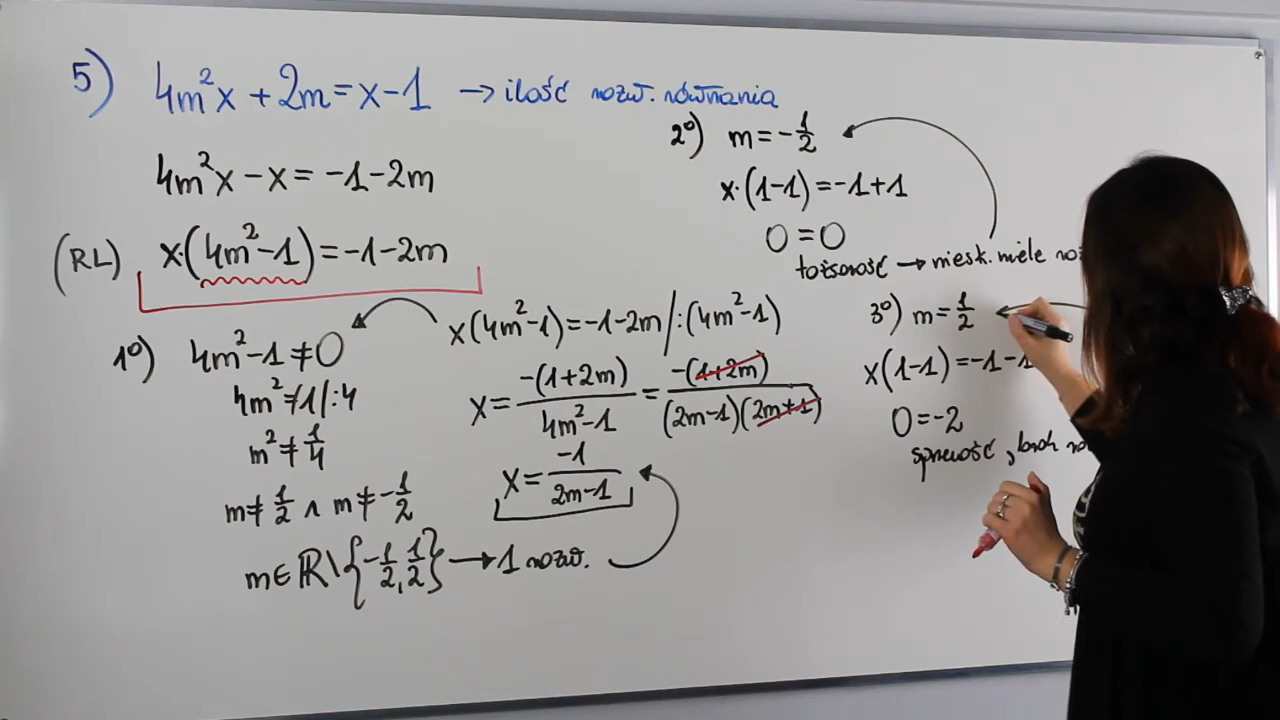 5) 4m²x + 2m = x - 1 → ilość rozw. równania
4m²x - x = -1 - 2m
(RL) x·(4m² - 1) = -1 - 2m
1°) 4m² - 1 ≠ 0
4m² ≠ 1 /:4
m² ≠ 1/4
m ≠ 1/2 ∧ m ≠ -1/2
m ∈ ℝ \ {-1/2, 1/2} → 1 rozw.
x(4m² - 1) = -1 - 2m /:(4m² - 1)
x = -(1+2m)/(4m² - 1) = -(1+2m)/((2m-1)(2m+1))
x = -1/(2m-1)
2°) m = -1/2
x·(1-1) = -1+1
0 = 0
tożsamość → niesk. wiele
3°) m = 1/2
x(1-1) = -1-1
0 = -2
sprzeczność, brak